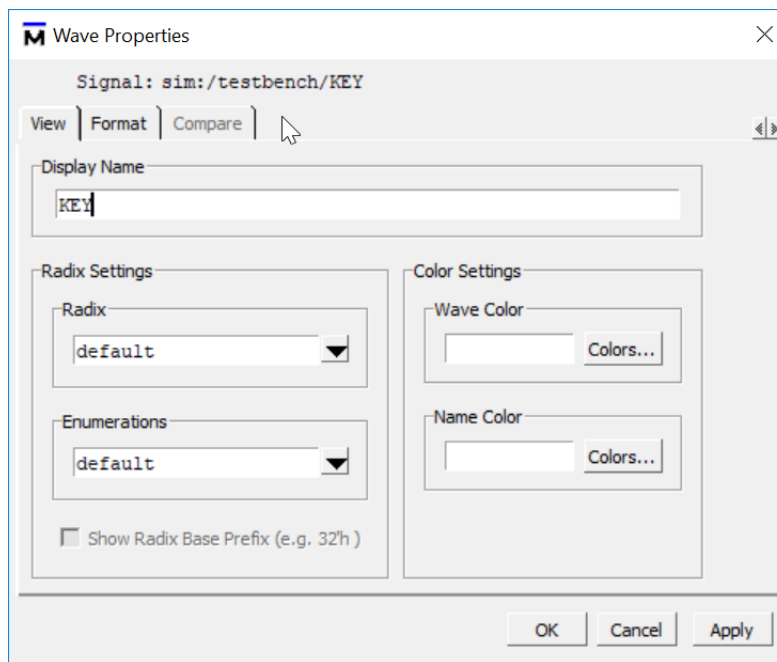 Wave Properties
Signal: sim:/testbench/KEY
View Format Compare
Display Name
KEY
Radix Settings
Radix
default
Enumerations
default
Show Radix Base Prefix (e.g. 32'h )
Color Settings
Wave Color
Colors...
Name Color
Colors...
OK Cancel Apply